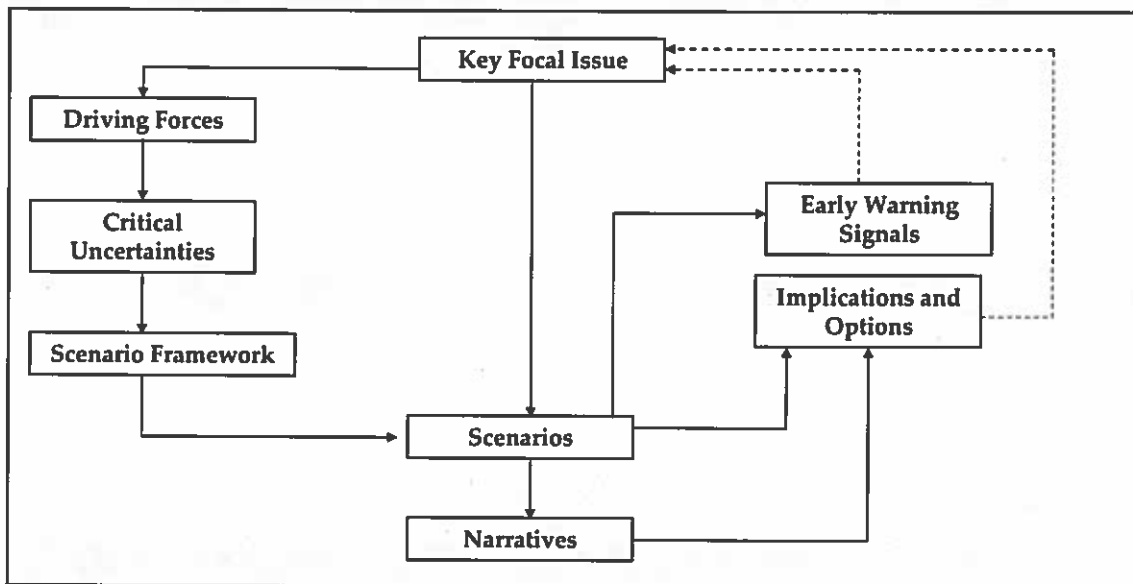 Key Focal Issue
Driving Forces
Critical
Uncertainties
Scenario Framework
Early Warning
Signals
Implications and
Options
Scenarios
Narratives